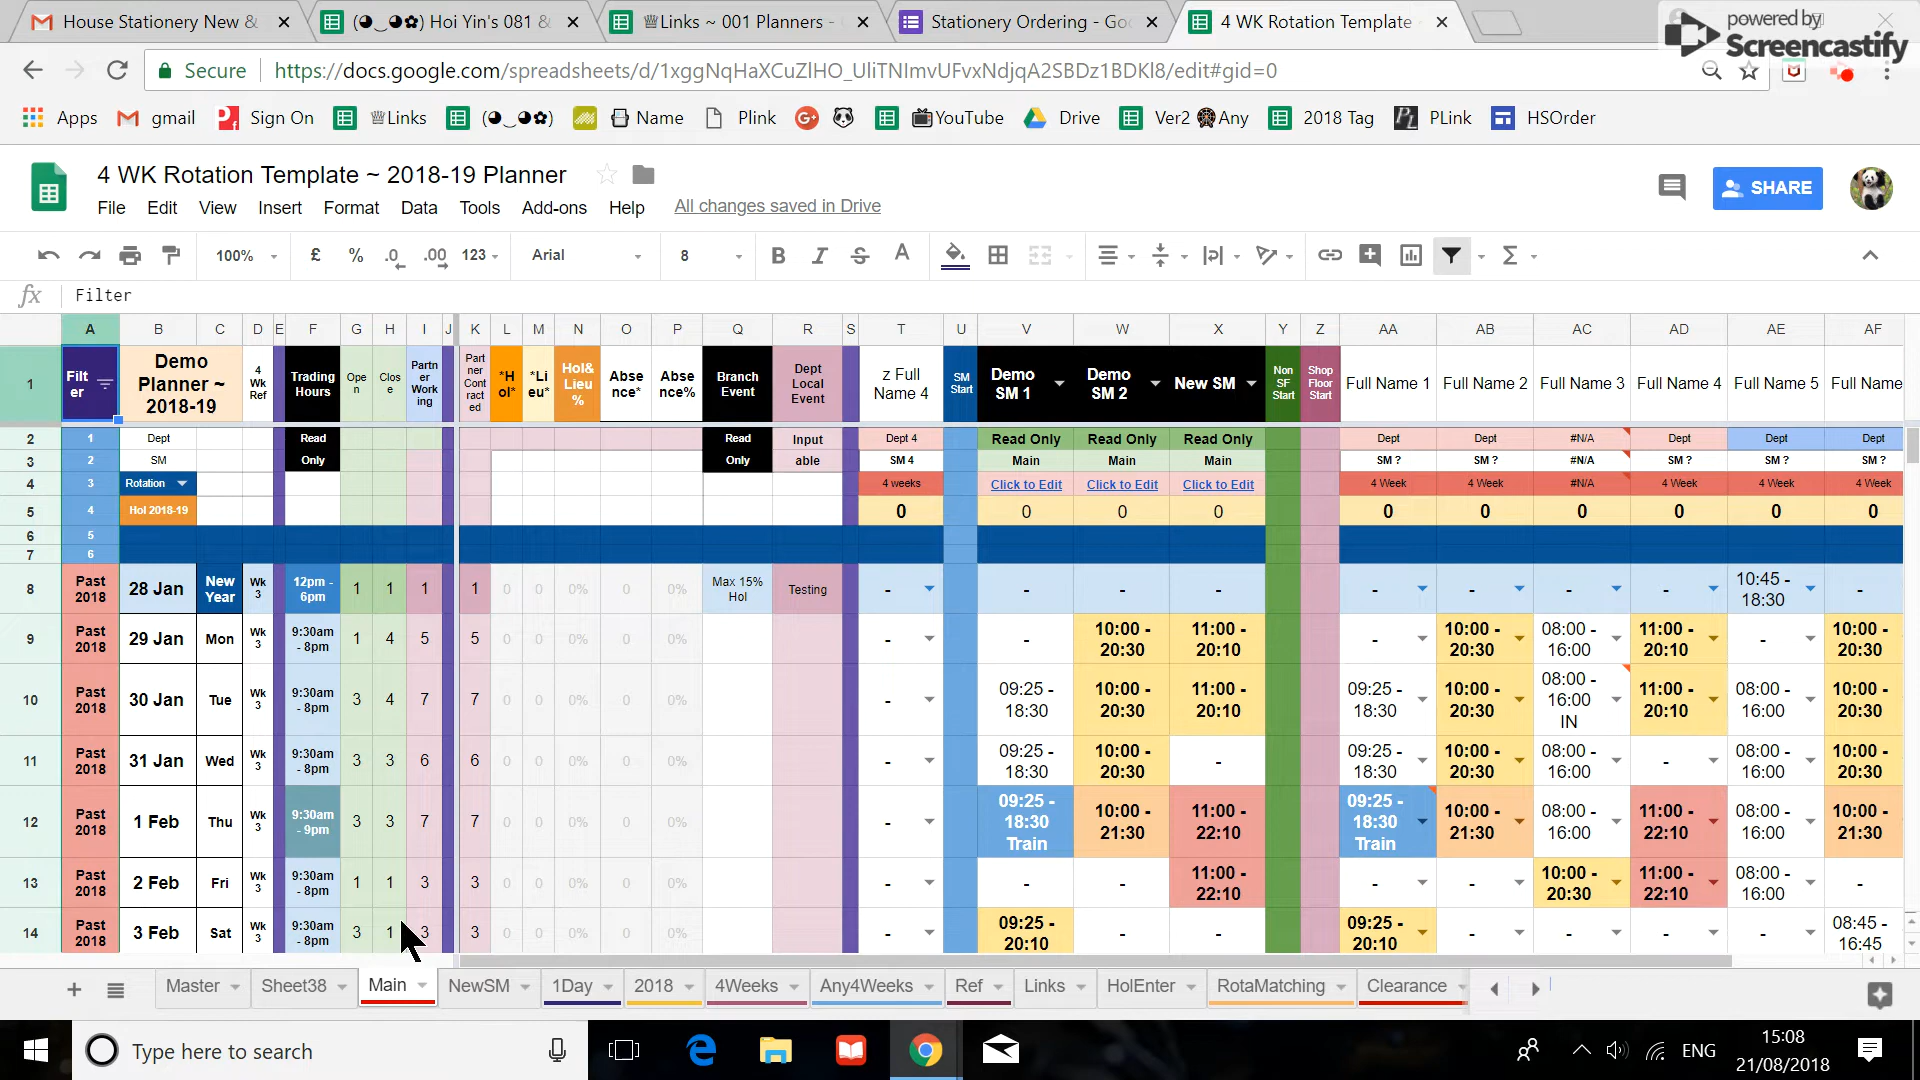 House Stationery New &
(◕‿◕✿) Hoi Yin's 081 &
♕Links ~ 001 Planners -
Stationery Ordering - Goo
4 WK Rotation Template
powered by
Screencastify
Secure
https://docs.google.com/spreadsheets/d/1xggNqHaXCuZlHO_UliTNImvUFvxNdjqA2SBDz1BDKl8/edit#gid=0
Apps
gmail
Sign On
♕Links
(◕‿◕✿)
Name
Plink
YouTube
Drive
Ver2
Any
2018 Tag
PLink
HSOrder
4 WK Rotation Template ~ 2018-19 Planner
SHARE
File Edit View Insert Format Data Tools Add-ons Help All changes saved in Drive
100% £ % .0 .00 123 Arial 8 B I S A
fx Filter
A B C D E F G H I J K L M N O P Q R S T U V W X Y Z AA AB AC AD AE AF
1
Filt
er
Demo
Planner ~
2018-19
4
Wk
Ref
Trading
Hours
Ope
n
Clos
e
Partn
er
Work
ing
Part
ner
Cont
ract
ed
*H
ol*
*Li
eu*
Hol&
Lieu
%
Abse
nce*
Abse
nce%
Branch
Event
Dept
Local
Event
z Full
Name 4
SM
Start
Demo
SM 1
Demo
SM 2
New SM
Non
SF
Start
Shop
Floor
Start
Full Name 1
Full Name 2
Full Name 3
Full Name 4
Full Name 5
Full Name
2 1 Dept Read Read Input Dept 4 Read Only Read Only Read Only Dept Dept #N/A Dept Dept Dept
3 2 SM Only Only able SM 4 Main Main Main SM ? SM ? #N/A SM ? SM ? SM ?
4 3 Rotation 4 weeks Click to Edit Click to Edit Click to Edit 4 Week 4 Week #N/A 4 Week 4 Week 4 Week
5 4 Hol 2018-19 0 0 0 0 0 0 0 0 0 0
6 5
7 6
8 Past 2018 28 Jan New Year Wk 3 12pm - 6pm 1 1 1 1 0 0 0% 0 0% Max 15% Hol Testing - - - - - - - - 10:45 - 18:30 -
9 Past 2018 29 Jan Mon Wk 3 9:30am - 8pm 1 4 5 5 0 0 0% 0 0% - - 10:00 - 20:30 11:00 - 20:10 - 10:00 - 20:30 08:00 - 16:00 11:00 - 20:10 - 10:00 - 20:30
10 Past 2018 30 Jan Tue Wk 3 9:30am - 8pm 3 4 7 7 0 0 0% 0 0% - 09:25 - 18:30 10:00 - 20:30 11:00 - 20:10 09:25 - 18:30 10:00 - 20:30 08:00 - 16:00 IN 11:00 - 20:10 08:00 - 16:00 10:00 - 20:30
11 Past 2018 31 Jan Wed Wk 3 9:30am - 8pm 3 3 6 6 0 0 0% 0 0% - 09:25 - 18:30 10:00 - 20:30 - 09:25 - 18:30 10:00 - 20:30 08:00 - 16:00 - 08:00 - 16:00 10:00 - 20:30
12 Past 2018 1 Feb Thu Wk 3 9:30am - 9pm 3 3 7 7 0 0 0% 0 0% - 09:25 - 18:30 Train 10:00 - 21:30 11:00 - 22:10 09:25 - 18:30 Train 10:00 - 21:30 08:00 - 16:00 11:00 - 22:10 08:00 - 16:00 10:00 - 21:30
13 Past 2018 2 Feb Fri Wk 3 9:30am - 8pm 1 1 3 3 0 0 0% 0 0% - - - 11:00 - 22:10 - - 10:00 - 20:30 11:00 - 22:10 08:00 - 16:00 -
14 Past 2018 3 Feb Sat Wk 3 9:30am - 8pm 3 1 3 3 0 0 0% 0 0% - 09:25 - 20:10 - - 09:25 - 20:10 - - - - 08:45 - 16:45
Master Sheet38 Main NewSM 1Day 2018 4Weeks Any4Weeks Ref Links HolEnter RotaMatching Clearance
Type here to search
ENG
15:08
21/08/2018